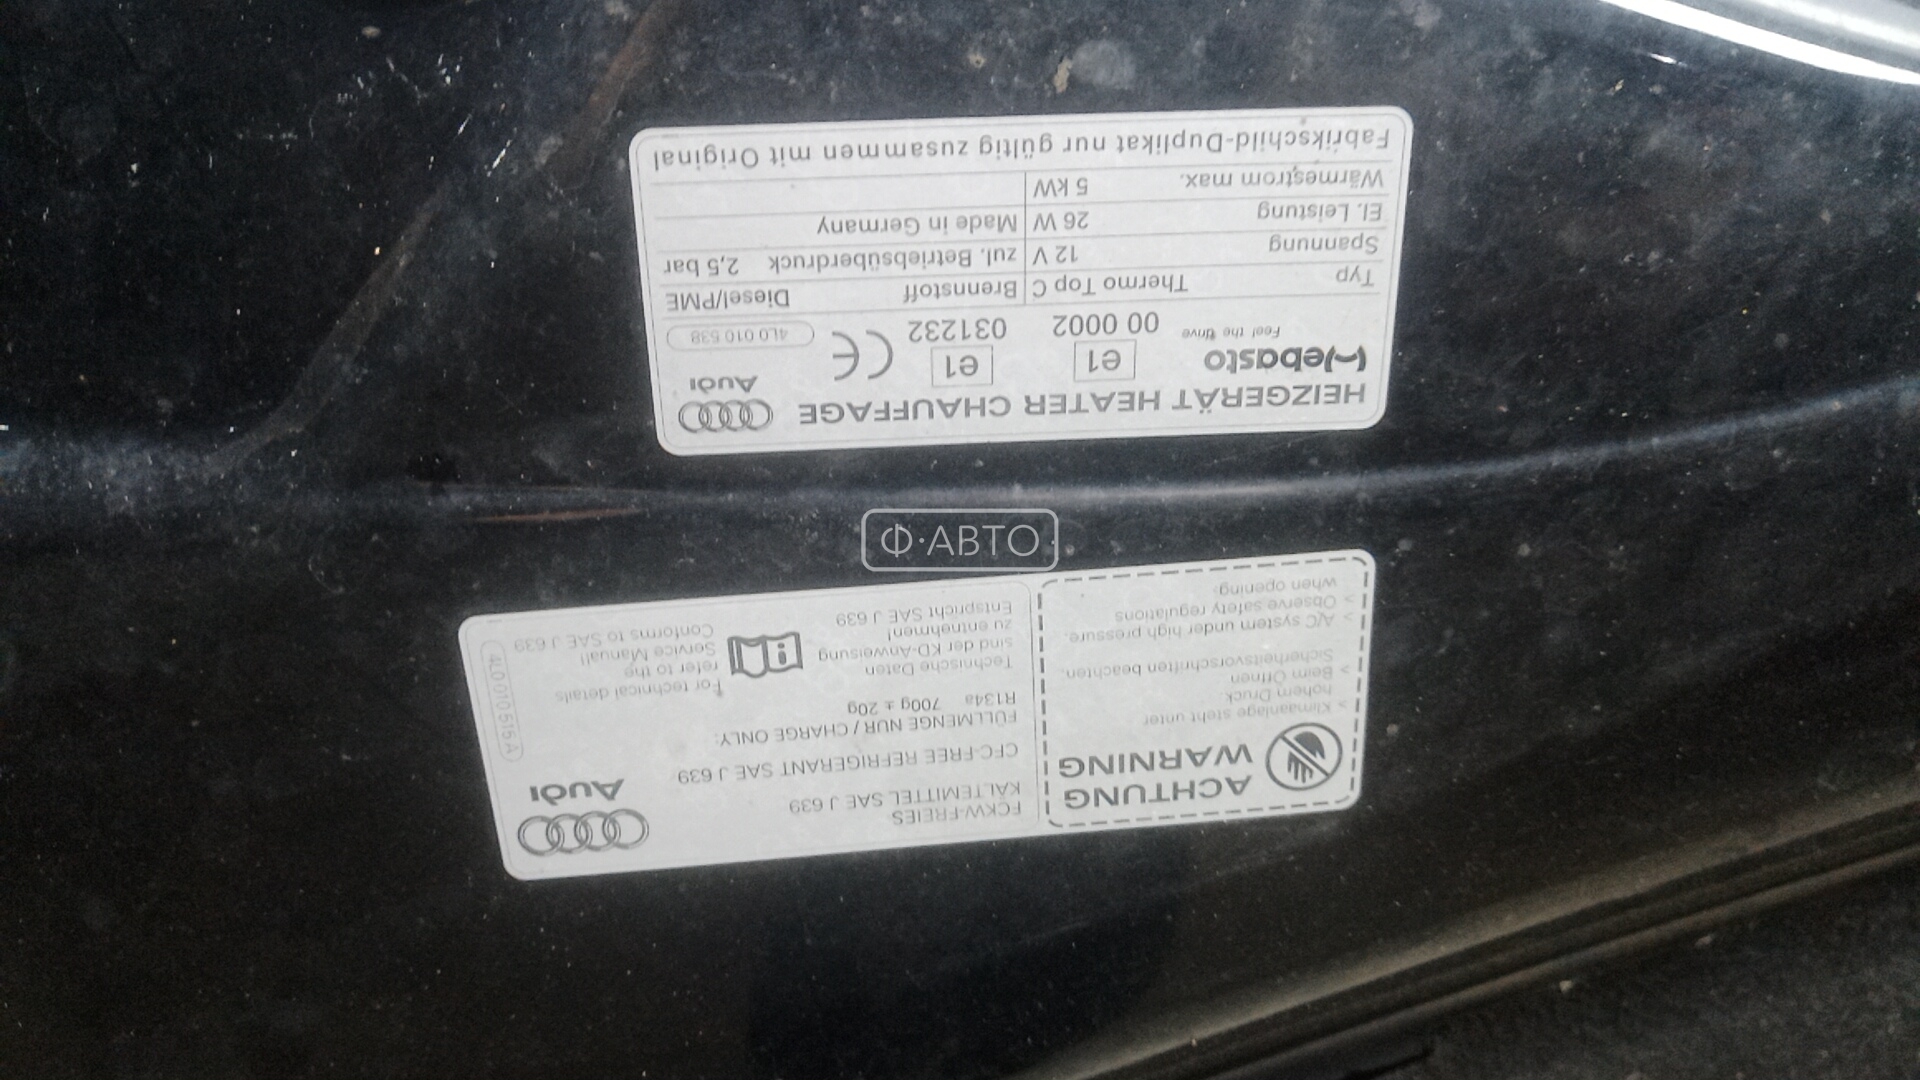 ACHTUNG
WARNING
> Klimaanlage steht unter
hohem Druck.
> Beim Öffnen
Sicherheitsvorschriften beachten.
> A/C system under high pressure.
> Observe safety regulations
when opening.
FCKW-FREIES
KÄLTEMITTEL SAE J 639
CFC-FREE REFRIGERANT SAE J 639
FÜLLMENGE NUR / CHARGE ONLY:
R134a 700g ± 20g
Technische Daten
sind der KD-Anweisung
zu entnehmen!
Entspricht SAE J 639
For technical details
refer to the
Service Manual!
Conforms to SAE J 639
Audi
4L0 010 515 A
Ф·АВТО
HEIZGERÄT HEATER CHAUFFAGE
Webasto
Feel the drive
e1
00 0002
e1
031232
CE
Audi
4L0 010 538
Typ Thermo Top C Brennstoff Diesel/PME
Spannung 12 V zul. Betriebsüberdruck 2,5 bar
El. Leistung 26 W Made in Germany
Wärmestrom max. 5 kW
Fabrikschild-Duplikat nur gültig zusammen mit Original